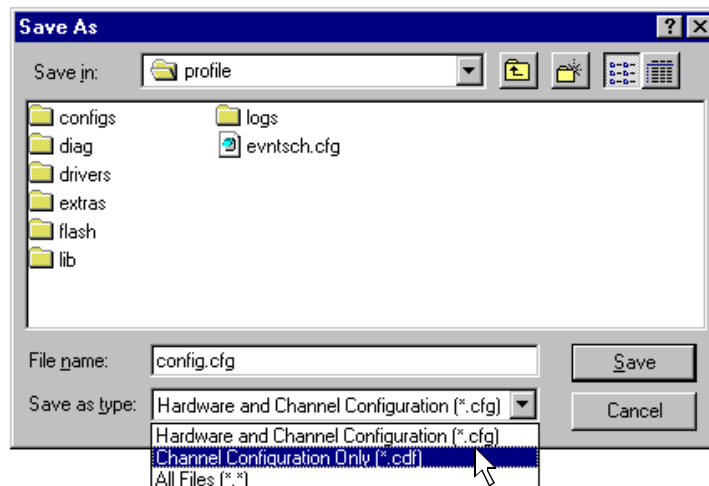 Save As
Save in: profile
configs
diag
drivers
extras
flash
lib
logs
evntsch.cfg
File name: config.cfg
Save
Save as type: Hardware and Channel Configuration (*.cfg)
Cancel
Hardware and Channel Configuration (*.cfg)
Channel Configuration Only (*.cdf)
All Files (*.*)